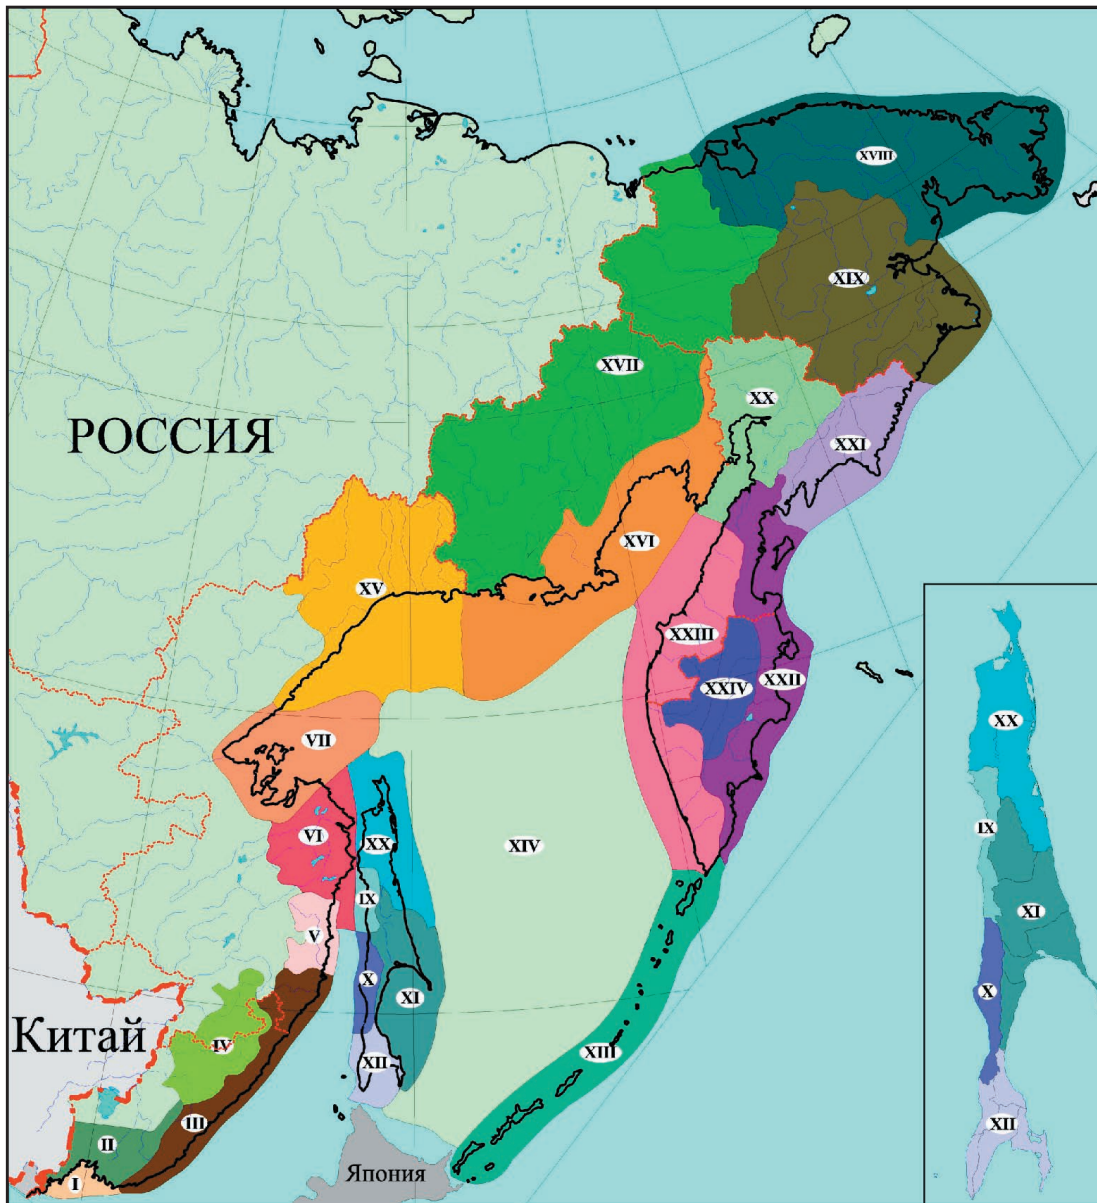 XVIII
XIX
XVII
XX
РОССИЯ
XXI
XVI
XV
XXIII
XXIV
XXII
VII
XX
VI
XX
XIV
IX
IX
V
XI
X
XI
X
Китай
IV
XIII
XII
III
XII
II
Япония
I